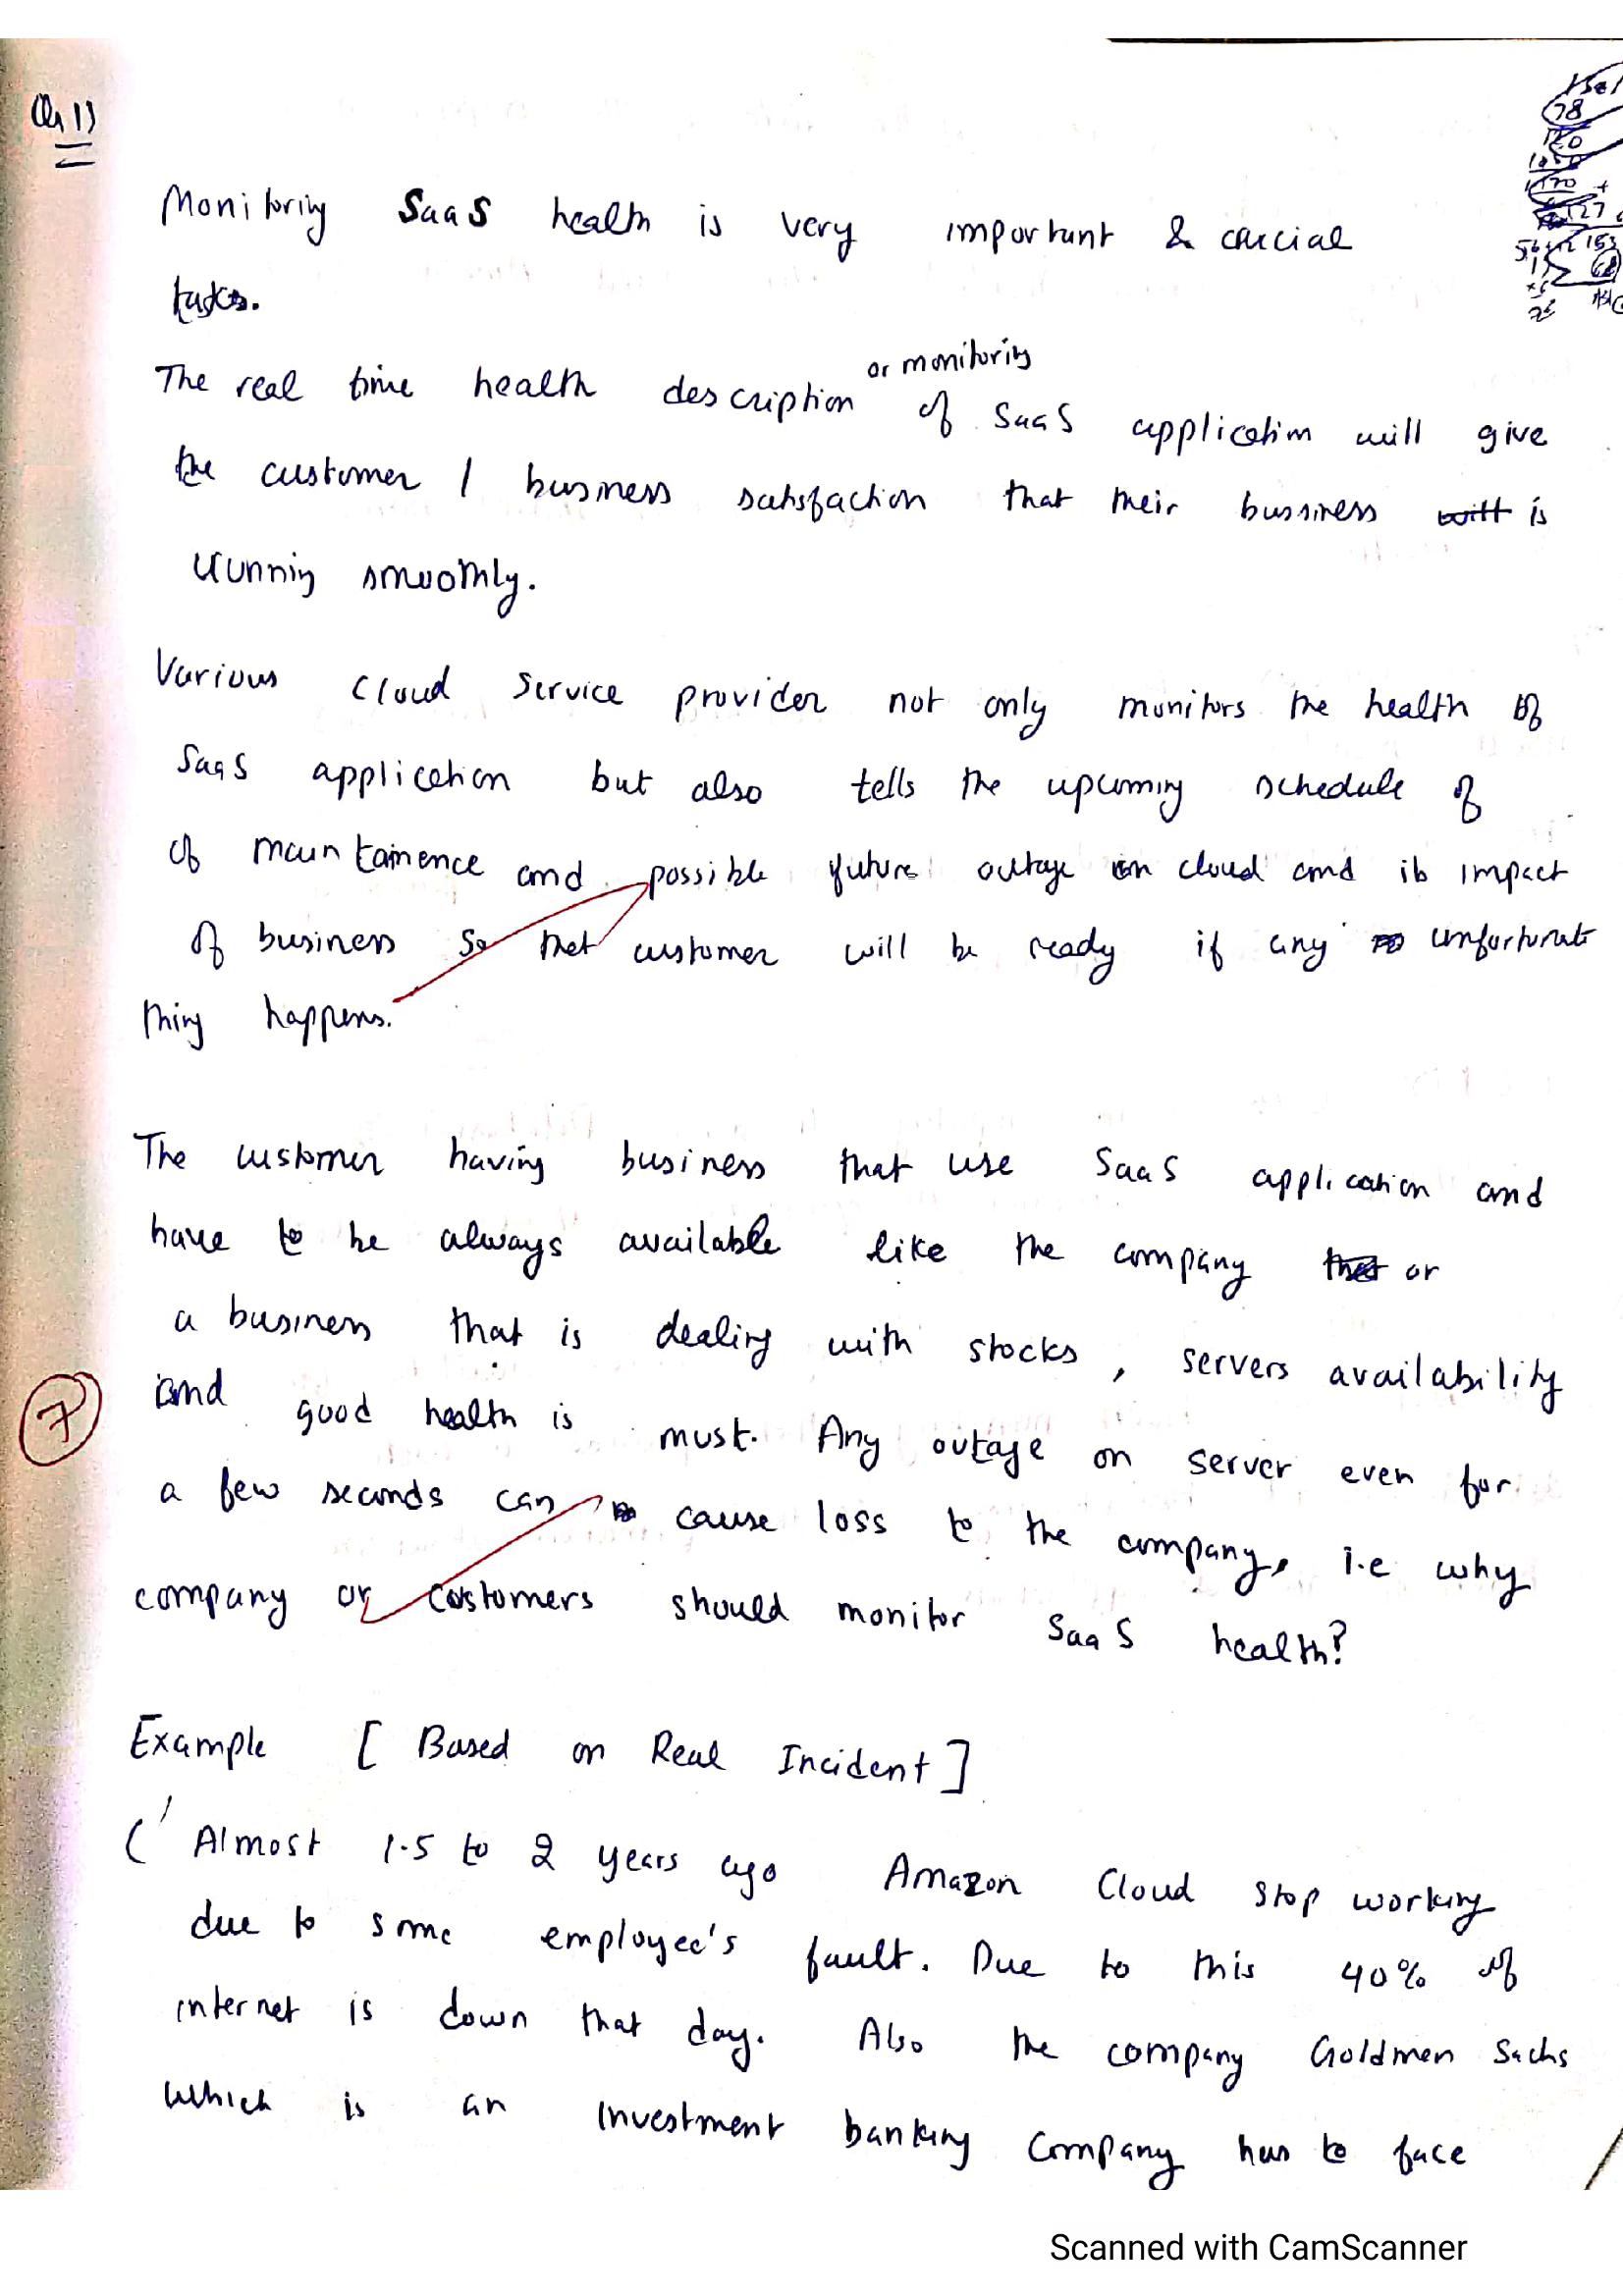 Qu 1)
Monitoring SaaS health is very important & crucial
tasks.
or monitoring
The real time health description of SaaS application will give
the customer / business satisfaction that their bussiness will is
running smoothly.
Various cloud service provider not only monitors the health of
SaaS application but also tells the upcoming schedule of
of maintainence and possible future outage in cloud and its impact
of business so that customer will be ready if any unfortunate
thing happens.
The customer having business that use SaaS application and
have to be always available like the company that or
a business that is dealing with stocks, servers availability
and good health is must. Any outage on server even for
7
a few seconds can cause loss to the company, i.e why
company or customers should monitor SaaS health?
Example [ Based on Real Incident ]
( Almost 1.5 to 2 years ago Amazon Cloud stop working
due to some employee's fault. Due to this 40% of
internet is down that day. Also the company Goldmen Sachs
which is an investment banking company has to face
Scanned with CamScanner